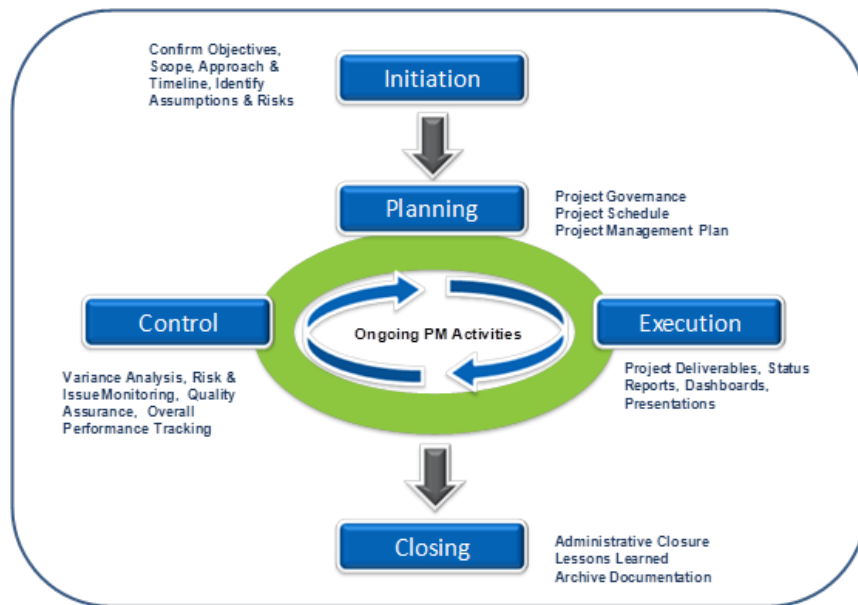 Confirm Objectives,
Scope, Approach &
Timeline, Identify
Assumptions & Risks
Initiation
Planning
Project Governance
Project Schedule
Project Management Plan
Control
Ongoing PM Activities
Execution
Variance Analysis, Risk &
Issue Monitoring, Quality
Assurance, Overall
Performance Tracking
Project Deliverables, Status
Reports, Dashboards,
Presentations
Closing
Administrative Closure
Lessons Learned
Archive Documentation